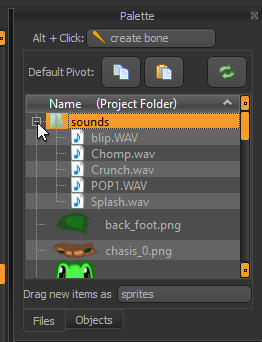 Palette
Alt + Click: create bone
Default Pivot:
Name (Project Folder)
sounds
blip.WAV
Chomp.wav
Crunch.wav
POP1.WAV
Splash.wav
back_foot.png
chasis_0.png
Drag new items as sprites
Files Objects